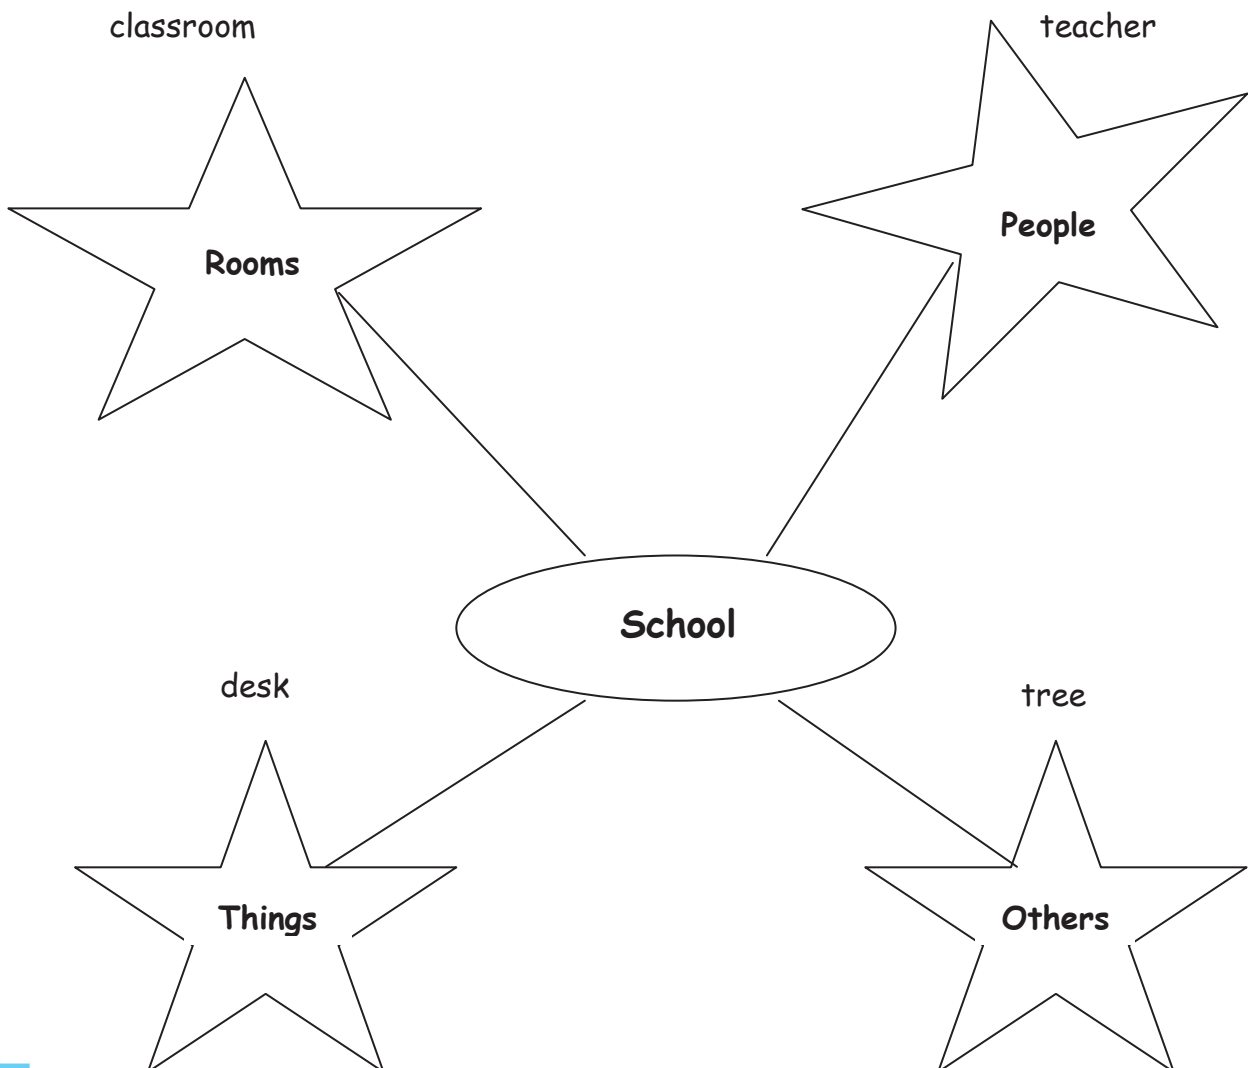 classroom
teacher
Rooms
People
School
desk
tree
Things
Others